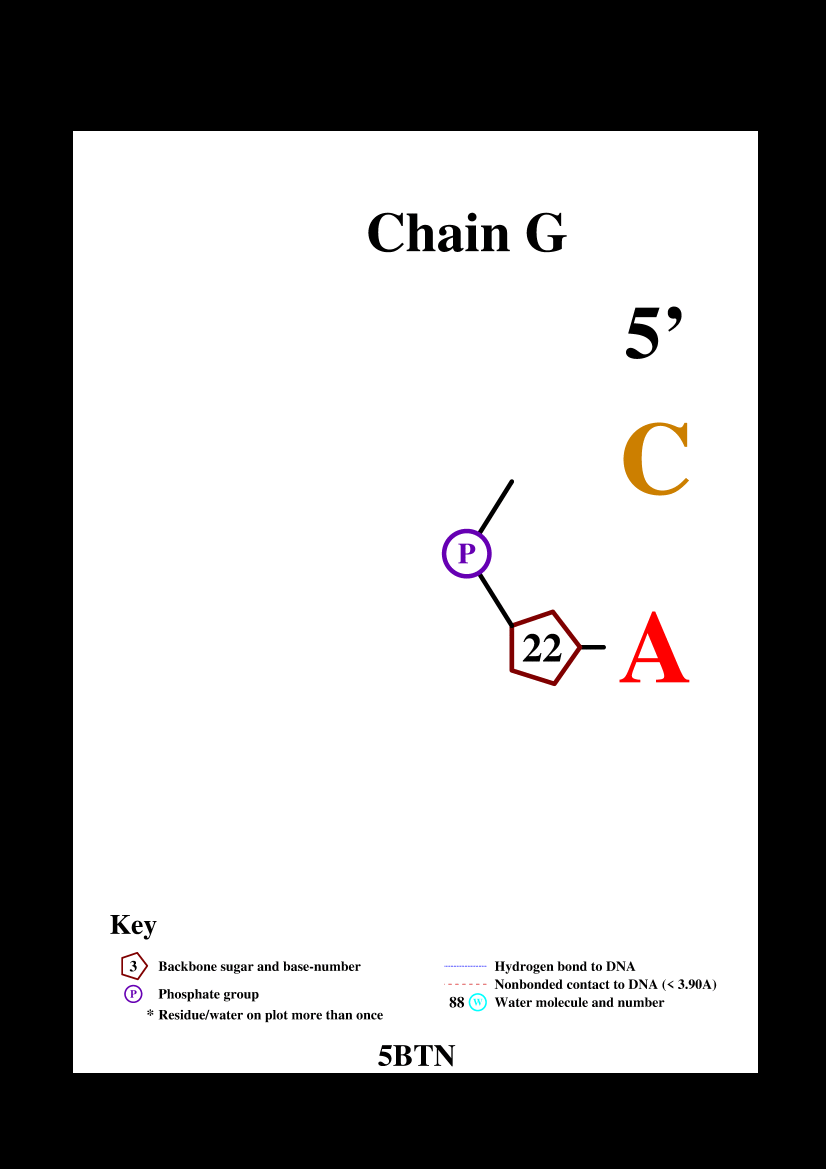 Chain G
5’
C
P
22 A
Key
3 Backbone sugar and base-number
P Phosphate group
* Residue/water on plot more than once
Hydrogen bond to DNA
Nonbonded contact to DNA (< 3.90A)
88 W Water molecule and number
5BTN